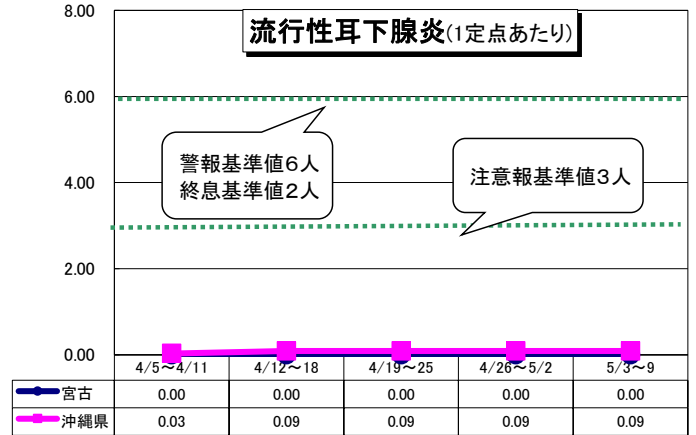 流行性耳下腺炎(1定点あたり)
8.00
6.00
警報基準値6人
終息基準値2人
注意報基準値3人
4.00
2.00
0.00
4/5～4/11 4/12～18 4/19～25 4/26～5/2 5/3～9
宮古 0.00 0.00 0.00 0.00 0.00
沖縄県 0.03 0.09 0.09 0.09 0.09